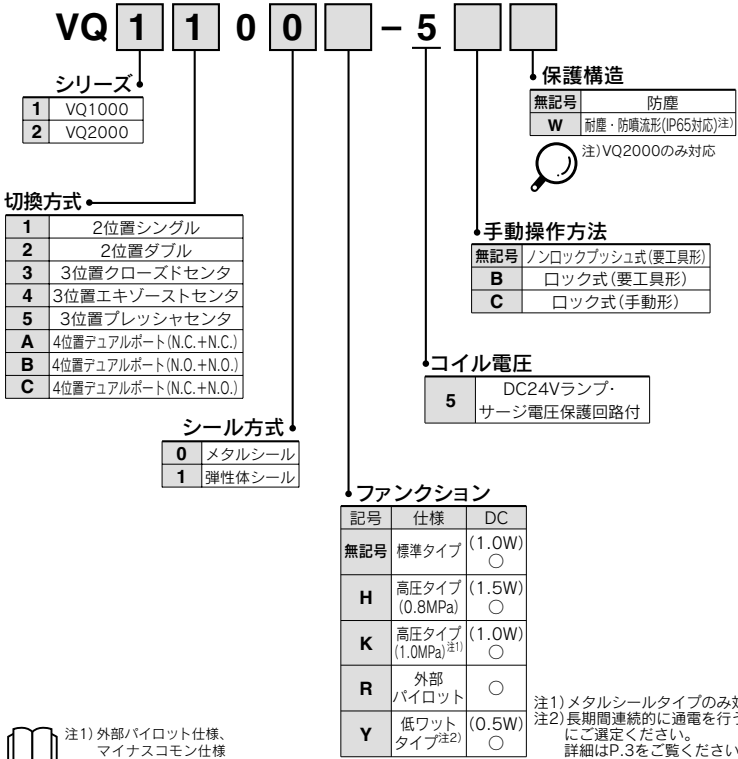 VQ 1 1 0 0 – 5
シリーズ
1 VQ1000
2 VQ2000
切換方式
1 2位置シングル
2 2位置ダブル
3 3位置クローズドセンタ
4 3位置エキゾーストセンタ
5 3位置プレッシャセンタ
A 4位置デュアルポート(N.C.+N.C.)
B 4位置デュアルポート(N.O.+N.O.)
C 4位置デュアルポート(N.C.+N.O.)
シール方式
0 メタルシール
1 弾性体シール
保護構造
無記号 防塵
W 耐塵・防噴流形(IP65対応)注)
注)VQ2000のみ対応
手動操作方法
無記号 ノンロックプッシュ式(要工具形)
B ロック式(要工具形)
C ロック式(手動形)
コイル電圧
5 DC24Vランプ・
サージ電圧保護回路付
ファンクション
記号 仕様 DC
無記号 標準タイプ (1.0W)
○
H 高圧タイプ (1.5W)
(0.8MPa) ○
K 高圧タイプ (1.0W)
(1.0MPa)注1) ○
R 外部
パイロット ○
Y 低ワット (0.5W)
タイプ注2) ○
注1)メタルシールタイプのみ
注2)長期間連続的に通電を行
にご選定ください。
詳細はP.3をご覧くださ
注1)外部パイロット仕様、
マイナスコモン仕様